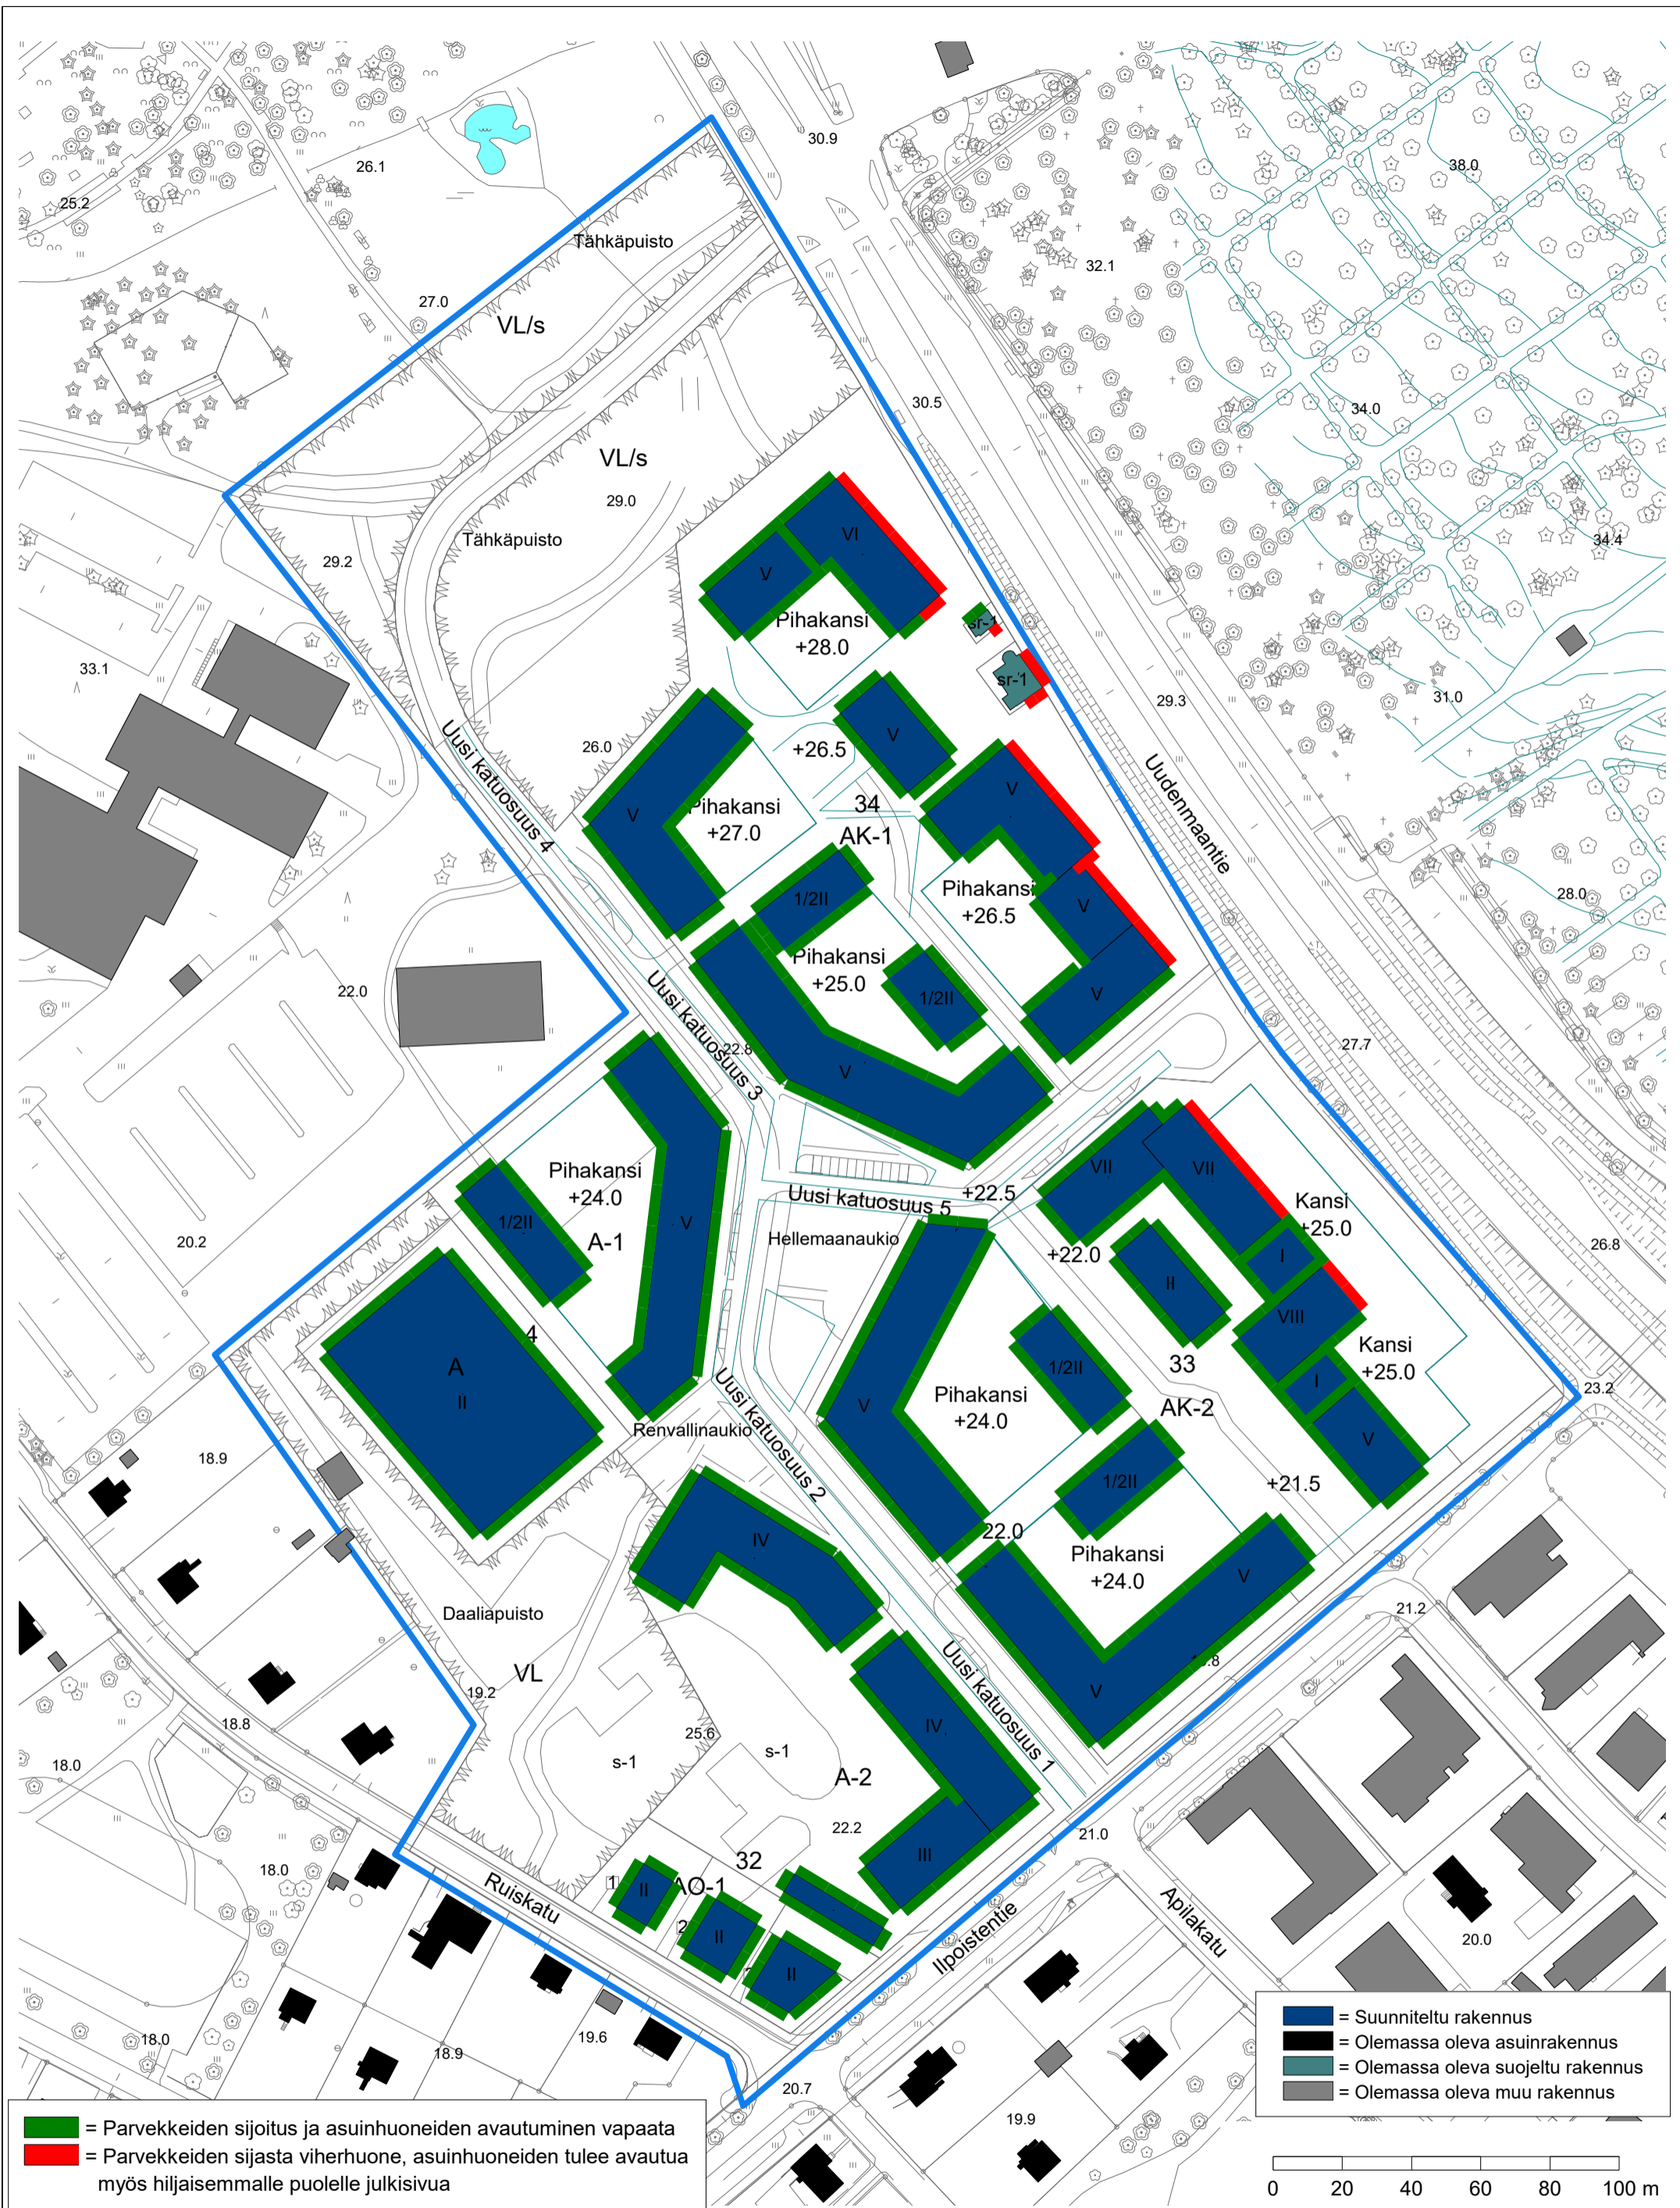 30.9
26.1
38.0
25.2
Tähkäpuisto
32.1
27.0
VL/s
30.5
34.0
VL/s
29.0
34.4
Tähkäpuisto
29.2
VI
V
Pihakansi
+28.0
sr-1
sr-1
33.1
31.0
29.3
Uusi katuosuus 4
26.0
+26.5
V
V
Pihakansi
+27.0
V
34
AK-1
Uudenmaantie
1/2II
Pihakansi
+26.5
V
28.0
Pihakansi
+25.0
1/2II
V
22.0
Uusi katuosuus 3
22.8
V
27.7
Pihakansi
+24.0
VII
VII
Uusi katuosuus 5
+22.5
Kansi
+25.0
1/2II
A-1
V
Hellemaanaukio
+22.0
I
26.8
20.2
II
VIII
4
A
II
1/2II
33
Kansi
+25.0
I
23.2
Pihakansi
+24.0
V
AK-2
V
Renvallinaukio
Uusi katuosuus 2
18.9
1/2II
+21.5
IV
22.0
Pihakansi
+24.0
V
Daaliapuisto
21.2
VL
19.2
Uusi katuosuus 1
.8
V
18.8
25.6
IV
s-1
s-1
18.0
A-2
22.2
21.0
32
III
18.0
1
II
AO-1
Ruiskatu
2
II
Apilakatu
Ilpoistentie
20.0
II
18.0
18.9
19.6
20.7
19.9
= Suunniteltu rakennus
= Olemassa oleva asuinrakennus
= Olemassa oleva suojeltu rakennus
= Olemassa oleva muu rakennus
= Parvekkeiden sijoitus ja asuinhuoneiden avautuminen vapaata
= Parvekkeiden sijasta viherhuone, asuinhuoneiden tulee avautua
myös hiljaisemmalle puolelle julkisivua
0 20 40 60 80 100 m